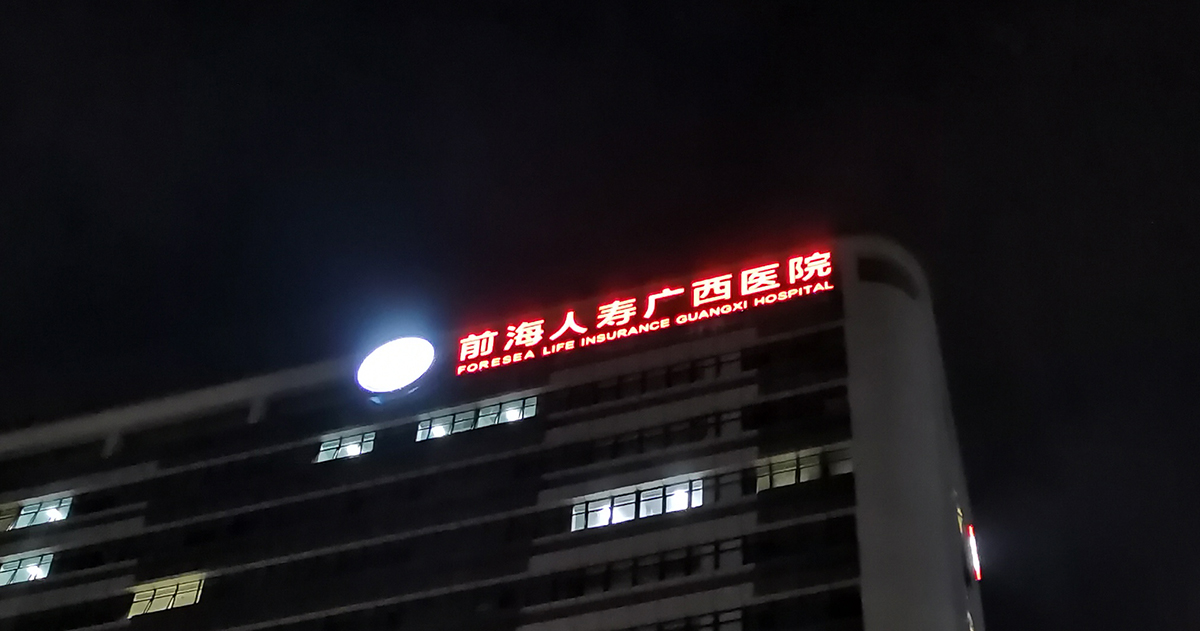 前海人寿广西医院
FORESEA LIFE INSURANCE GUANGXI HOSPITAL